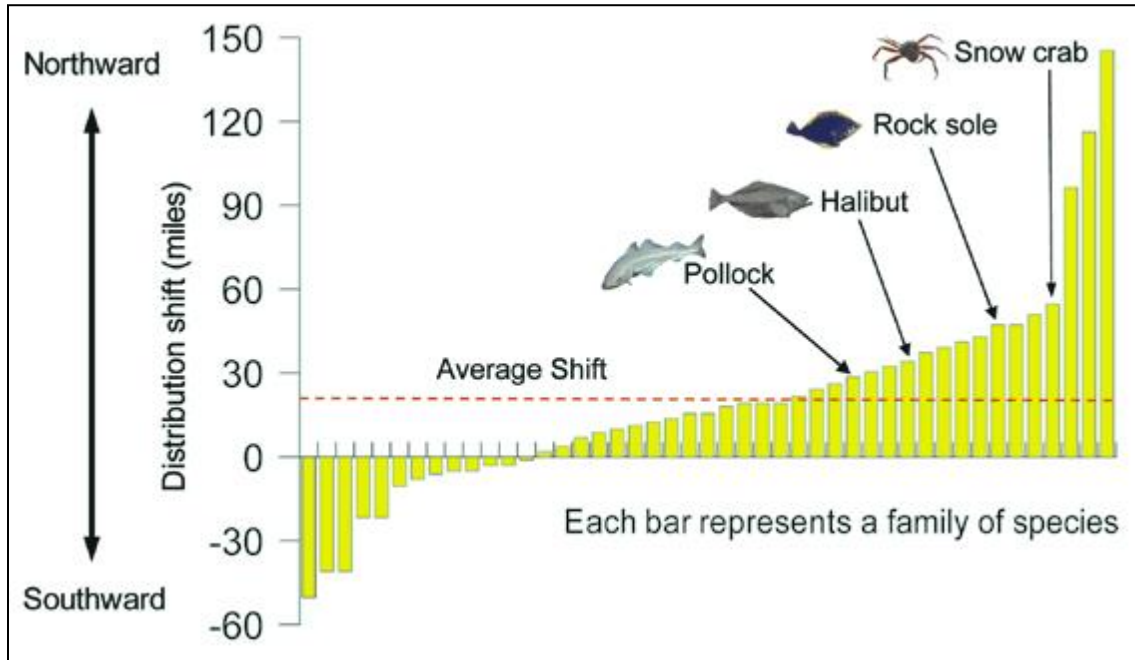 Northward
Southward
Distribution shift (miles)
150
120
90
60
30
0
-30
-60
Snow crab
Rock sole
Halibut
Pollock
Average Shift
Each bar represents a family of species